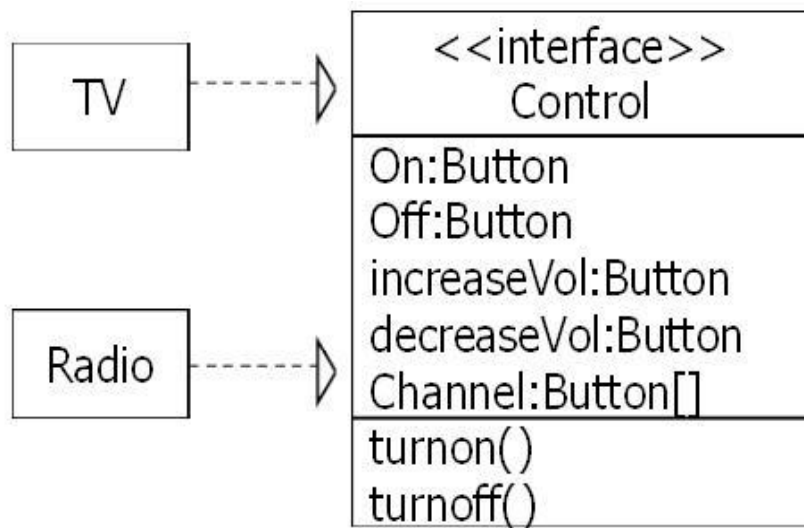 TV
Radio
<<interface>>
Control
On:Button
Off:Button
increaseVol:Button
decreaseVol:Button
Channel:Button[]
turnon()
turnoff()